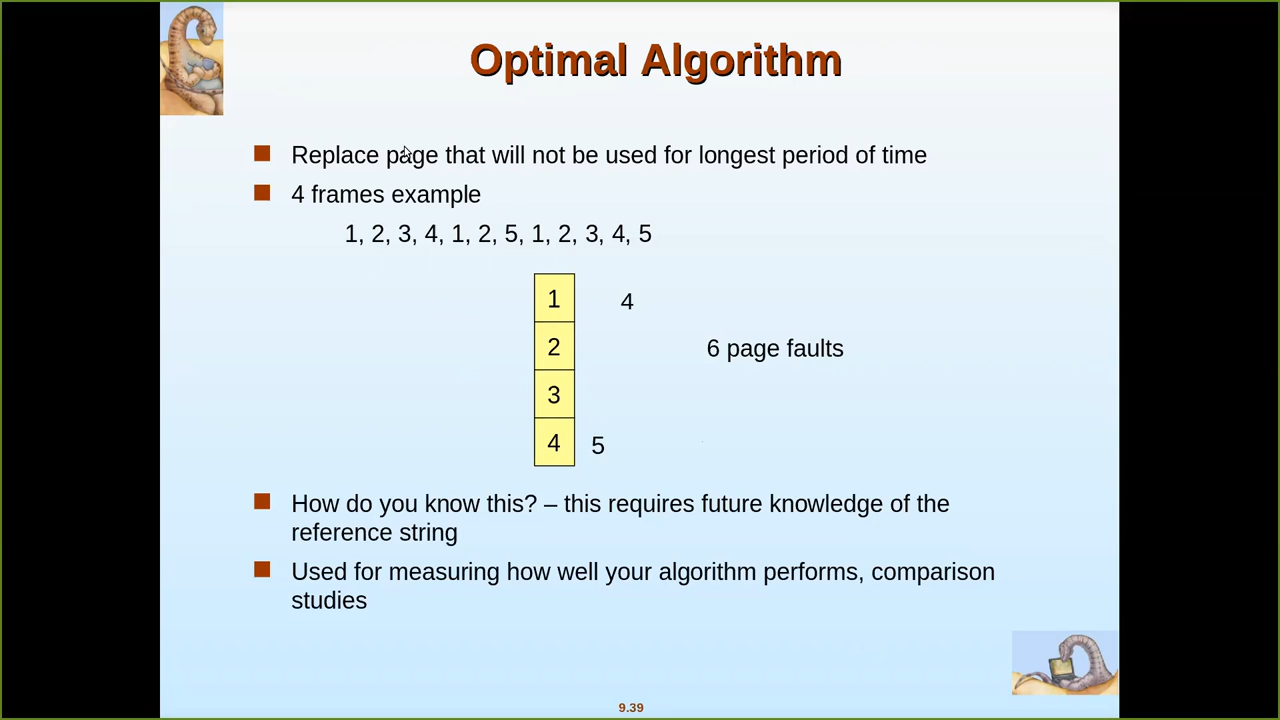 Optimal Algorithm
Replace page that will not be used for longest period of time
4 frames example
1, 2, 3, 4, 1, 2, 5, 1, 2, 3, 4, 5
1 4
2
6 page faults
3
4 5
How do you know this? – this requires future knowledge of the
reference string
Used for measuring how well your algorithm performs, comparison
studies
9.39